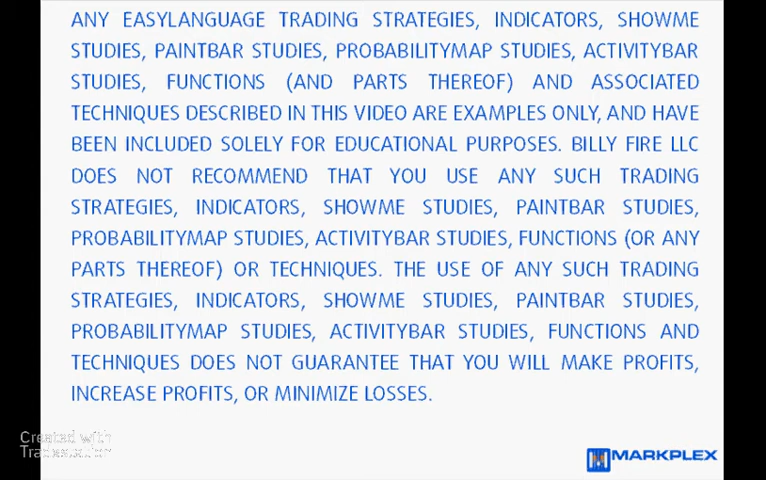 ANY EASYLANGUAGE TRADING STRATEGIES, INDICATORS, SHOWME
STUDIES, PAINTBAR STUDIES, PROBABILITYMAP STUDIES, ACTIVITYBAR
STUDIES, FUNCTIONS (AND PARTS THEREOF) AND ASSOCIATED
TECHNIQUES DESCRIBED IN THIS VIDEO ARE EXAMPLES ONLY, AND HAVE
BEEN INCLUDED SOLELY FOR EDUCATIONAL PURPOSES. BILLY FIRE LLC
DOES NOT RECOMMEND THAT YOU USE ANY SUCH TRADING
STRATEGIES, INDICATORS, SHOWME STUDIES, PAINTBAR STUDIES,
PROBABILITYMAP STUDIES, ACTIVITYBAR STUDIES, FUNCTIONS (OR ANY
PARTS THEREOF) OR TECHNIQUES. THE USE OF ANY SUCH TRADING
STRATEGIES, INDICATORS, SHOWME STUDIES, PAINTBAR STUDIES,
PROBABILITYMAP STUDIES, ACTIVITYBAR STUDIES, FUNCTIONS AND
TECHNIQUES DOES NOT GUARANTEE THAT YOU WILL MAKE PROFITS,
INCREASE PROFITS, OR MINIMIZE LOSSES.
Created with
Tradestation
MARKPLEX